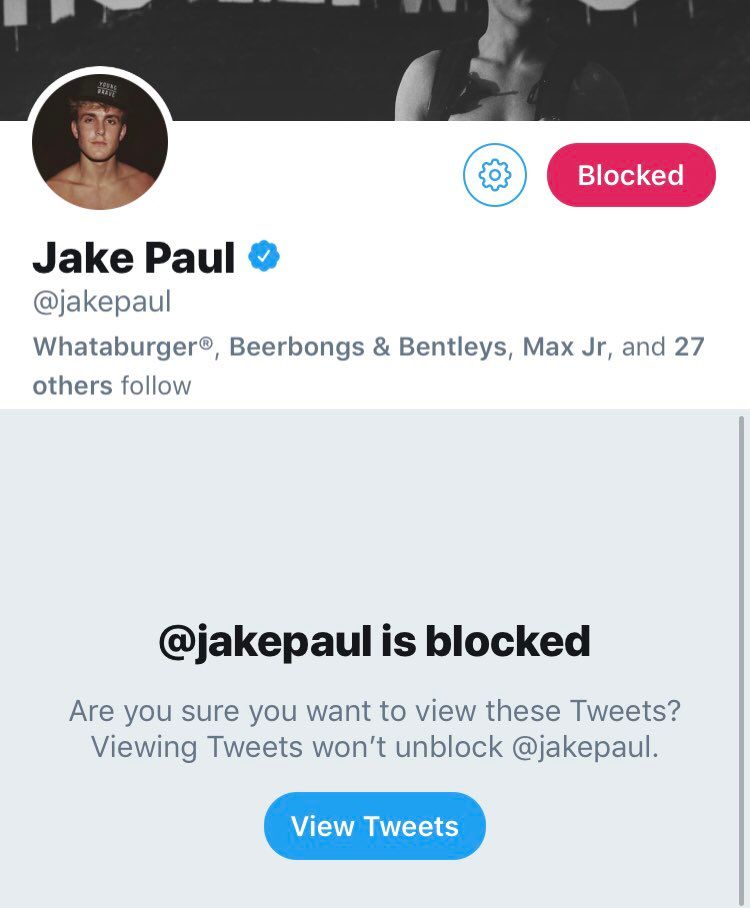 YOUNG
BRAVE
Blocked
Jake Paul
@jakepaul
Whataburger®, Beerbongs & Bentleys, Max Jr, and 27
others follow
@jakepaul is blocked
Are you sure you want to view these Tweets?
Viewing Tweets won’t unblock @jakepaul.
View Tweets